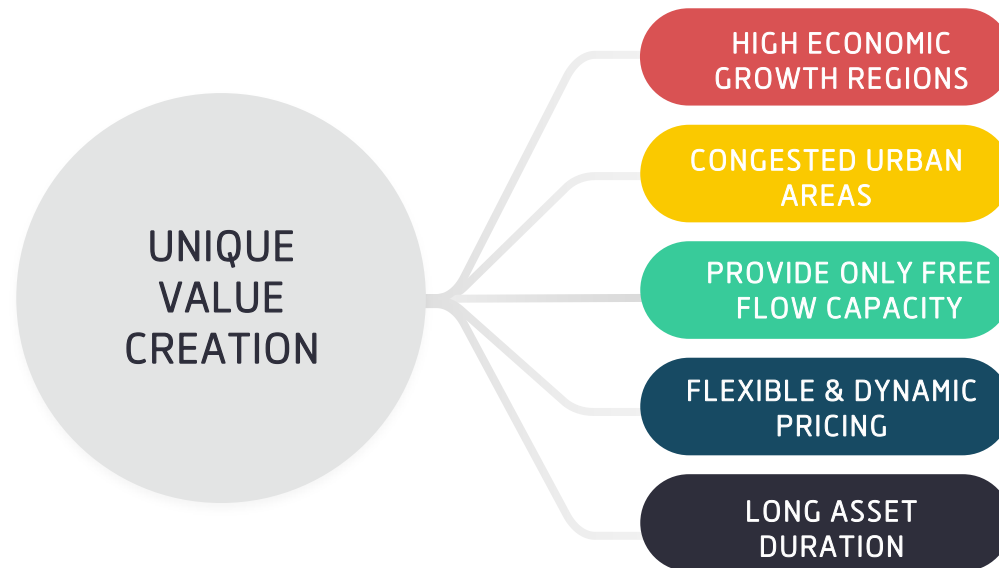 UNIQUE
VALUE
CREATION
HIGH ECONOMIC
GROWTH REGIONS
CONGESTED URBAN
AREAS
PROVIDE ONLY FREE
FLOW CAPACITY
FLEXIBLE & DYNAMIC
PRICING
LONG ASSET
DURATION